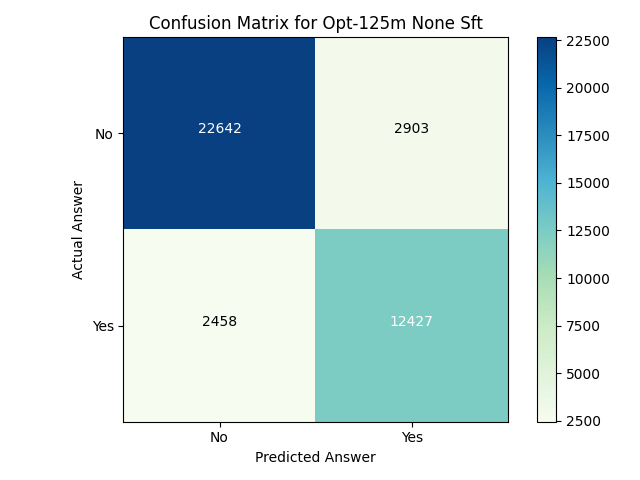 Confusion Matrix for Opt-125m None Sft
Actual Answer
No
Yes
22642
2903
2458
12427
No
Yes
Predicted Answer
22500
20000
17500
15000
12500
10000
7500
5000
2500